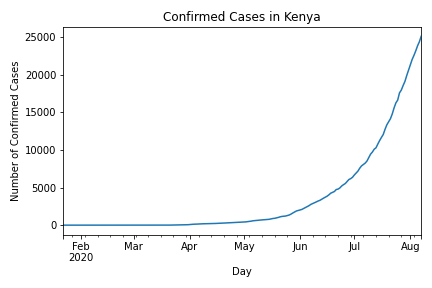 Confirmed Cases in Kenya
Number of Confirmed Cases
25000
20000
15000
10000
5000
0
Feb Mar Apr May Jun Jul Aug
2020
Day